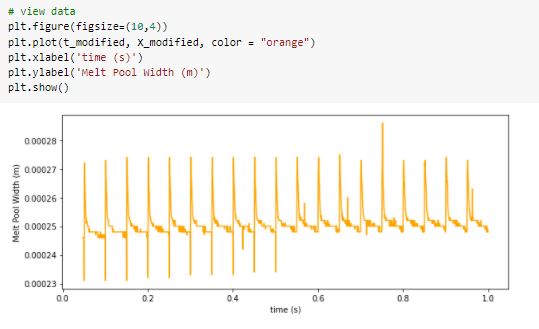 # view data
plt.figure(figsize=(10,4))
plt.plot(t_modified, X_modified, color = "orange")
plt.xlabel('time (s)')
plt.ylabel('Melt Pool Width (m)')
plt.show()
0.00028
0.00027
0.00026
0.00025
0.00024
0.00023
Melt Pool Width (m)
0.0 0.2 0.4 0.6 0.8 1.0
time (s)